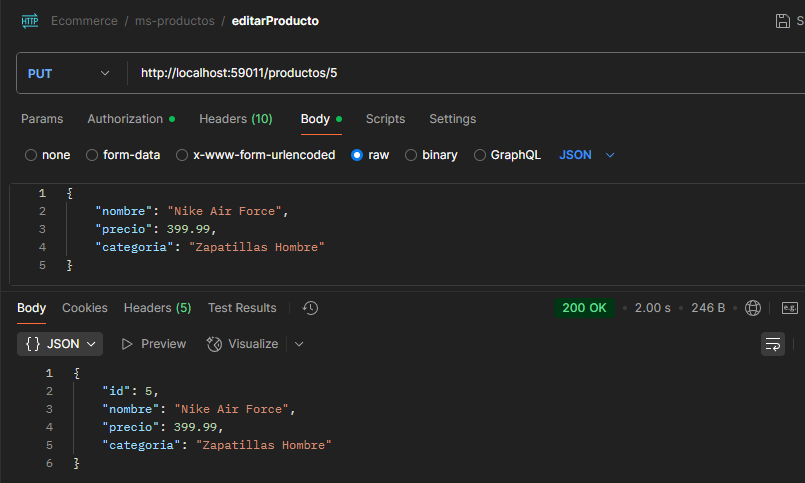 HTTP Ecommerce / ms-productos / editarProducto S
PUT http://localhost:59011/productos/5
Params Authorization Headers (10) Body Scripts Settings
none form-data x-www-form-urlencoded raw binary GraphQL JSON
1 {
2 "nombre": "Nike Air Force",
3 "precio": 399.99,
4 "categoria": "Zapatillas Hombre"
5 }
Body Cookies Headers (5) Test Results 200 OK • 2.00 s • 246 B • e.g.
{} JSON Preview Visualize
1 {
2 "id": 5,
3 "nombre": "Nike Air Force",
4 "precio": 399.99,
5 "categoria": "Zapatillas Hombre"
6 }